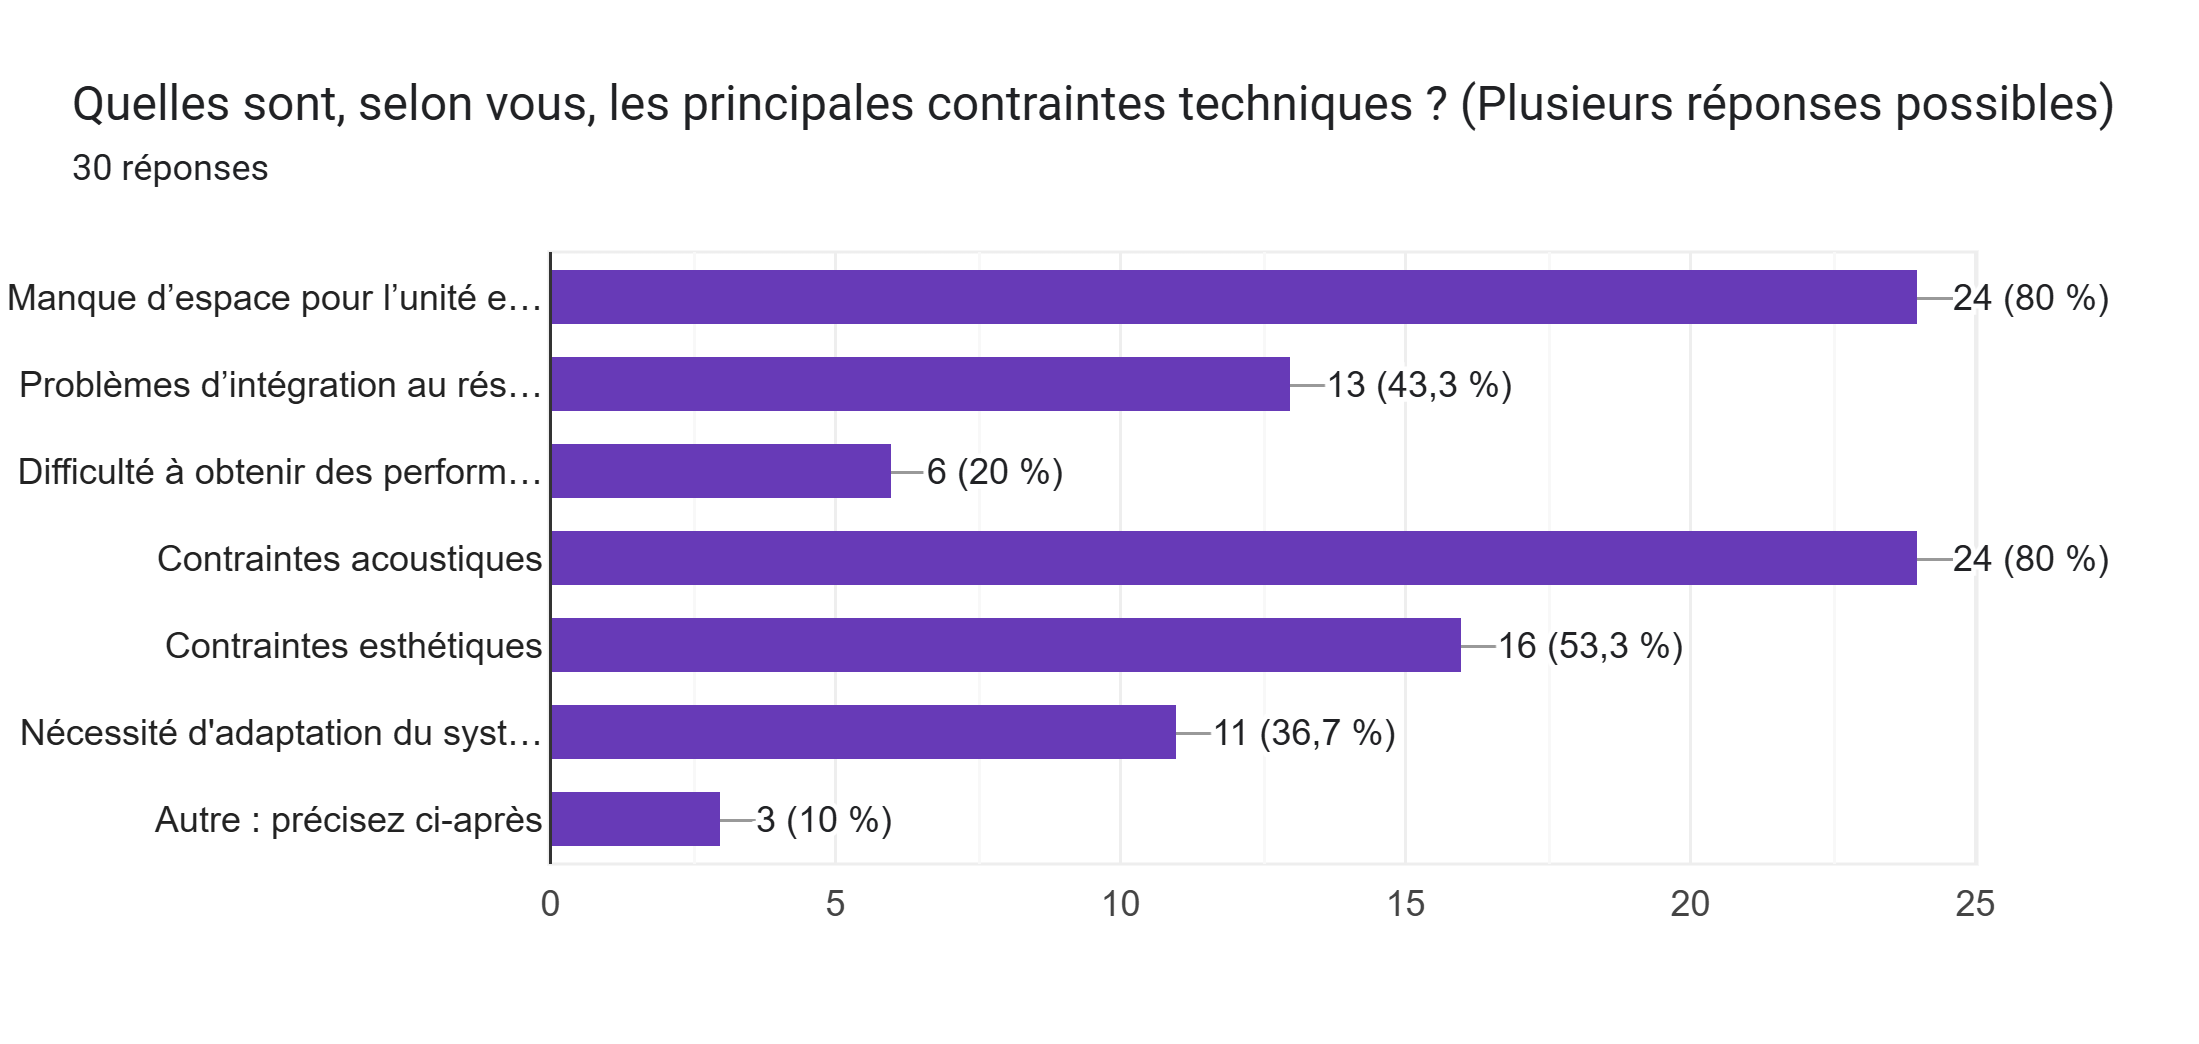 Quelles sont, selon vous, les principales contraintes techniques ? (Plusieurs réponses possibles)
30 réponses
Manque d’espace pour l’unité e… 24 (80 %)
Problèmes d’intégration au rés… 13 (43,3 %)
Difficulté à obtenir des perform… 6 (20 %)
Contraintes acoustiques 24 (80 %)
Contraintes esthétiques 16 (53,3 %)
Nécessité d'adaptation du syst… 11 (36,7 %)
Autre : précisez ci-après 3 (10 %)
0 5 10 15 20 25